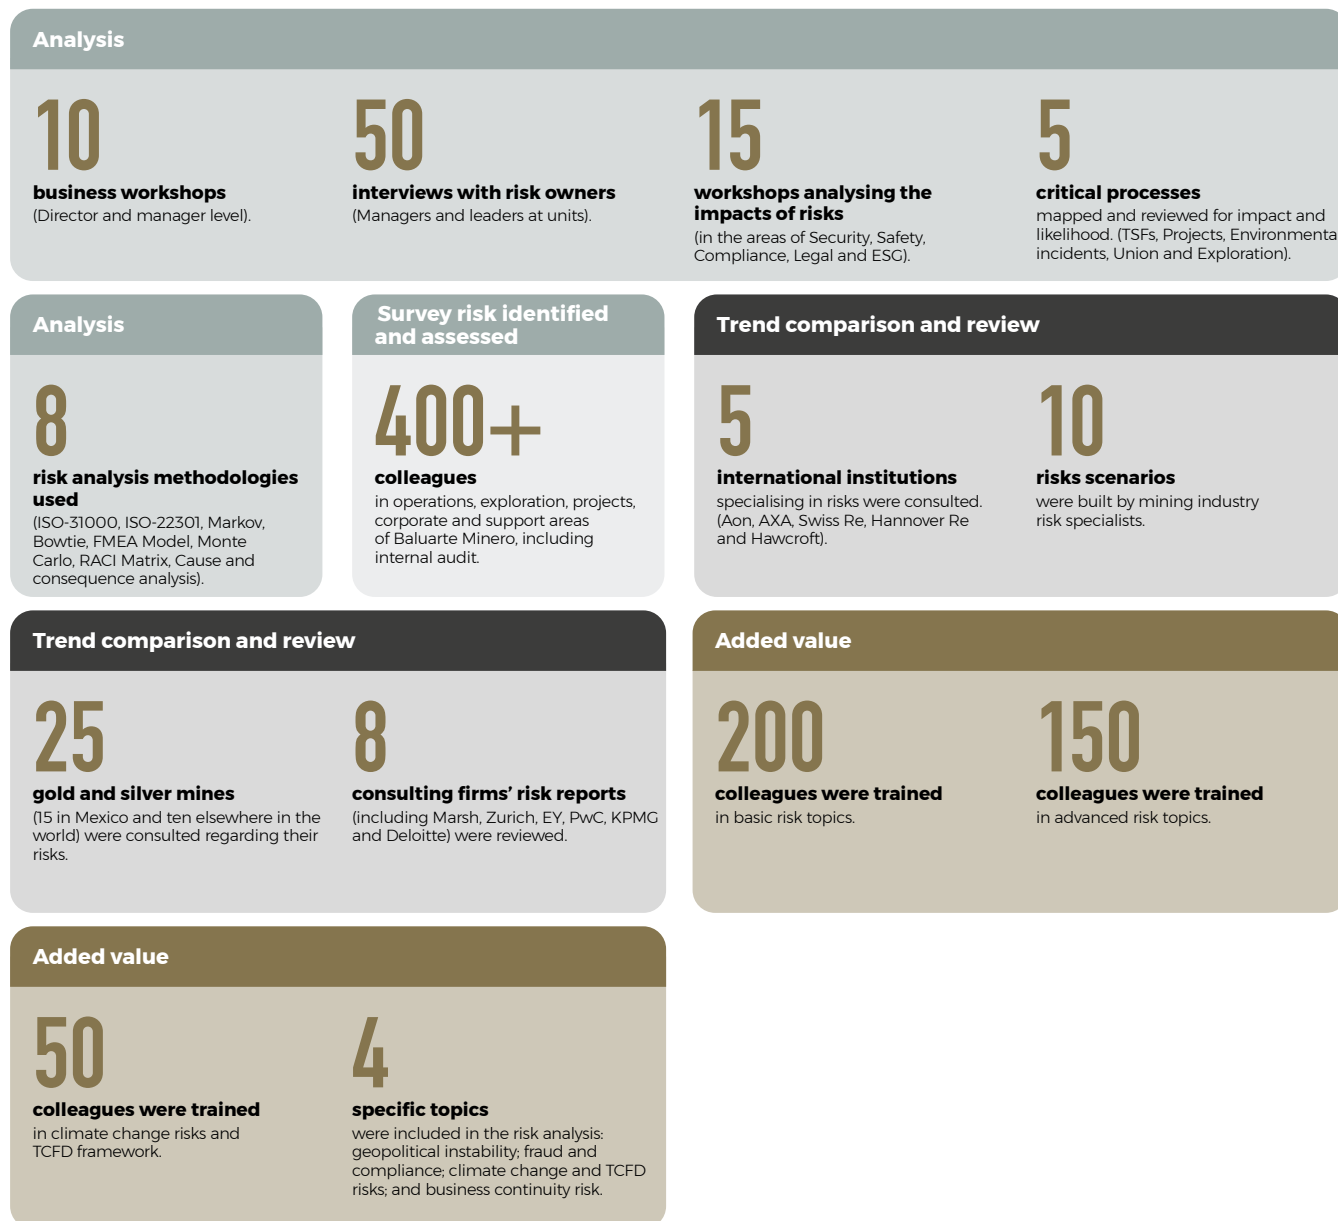 Analysis
10
business workshops
(Director and manager level).
50
interviews with risk owners
(Managers and leaders at units).
15
workshops analysing the
impacts of risks
(in the areas of Security, Safety,
Compliance, Legal and ESG).
5
critical processes
mapped and reviewed for impact and
likelihood. (TSFs, Projects, Environmenta
incidents, Union and Exploration).
Analysis
8
risk analysis methodologies
used
(ISO-31000, ISO-22301, Markov,
Bowtie, FMEA Model, Monte
Carlo, RACI Matrix, Cause and
consequence analysis).
Survey risk identified
and assessed
400+
colleagues
in operations, exploration, projects,
corporate and support areas
of Baluarte Minero, including
internal audit.
Trend comparison and review
5
international institutions
specialising in risks were consulted.
(Aon, AXA, Swiss Re, Hannover Re
and Hawcroft).
10
risks scenarios
were built by mining industry
risk specialists.
Trend comparison and review
25
gold and silver mines
(15 in Mexico and ten elsewhere in the
world) were consulted regarding their
risks.
8
consulting firms’ risk reports
(including Marsh, Zurich, EY, PwC, KPMG
and Deloitte) were reviewed.
Added value
200
colleagues were trained
in basic risk topics.
150
colleagues were trained
in advanced risk topics.
Added value
50
colleagues were trained
in climate change risks and
TCFD framework.
4
specific topics
were included in the risk analysis:
geopolitical instability; fraud and
compliance; climate change and TCFD
risks; and business continuity risk.